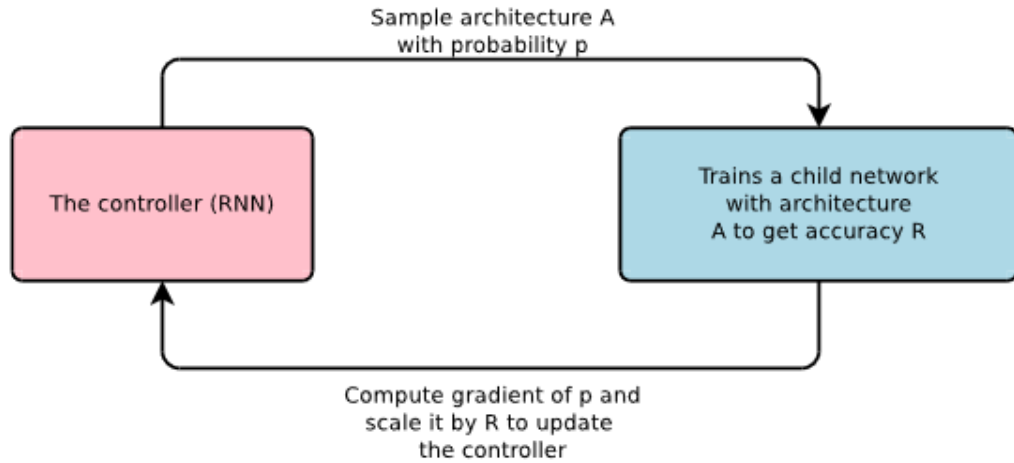 Sample architecture A
with probability p
The controller (RNN)
Trains a child network
with architecture
A to get accuracy R
Compute gradient of p and
scale it by R to update
the controller